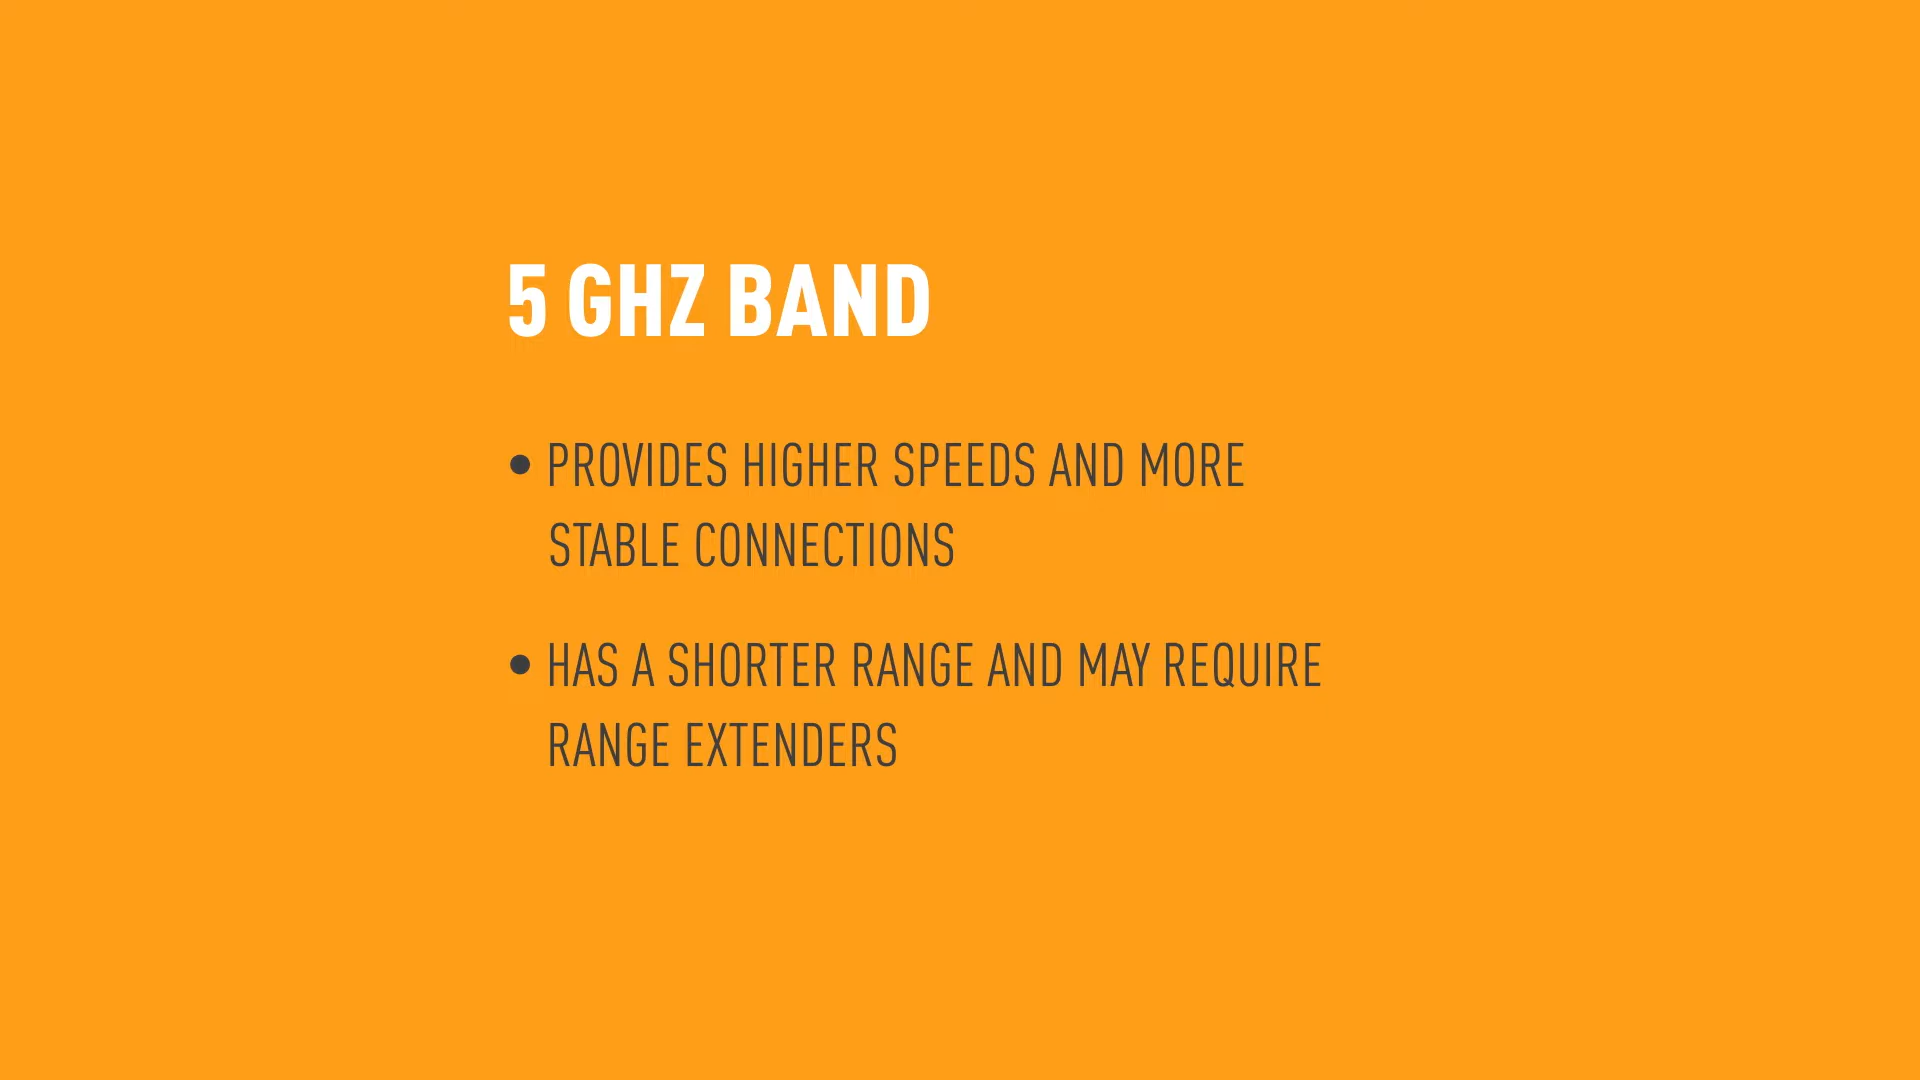 5 GHZ BAND
• PROVIDES HIGHER SPEEDS AND MORE
STABLE CONNECTIONS
• HAS A SHORTER RANGE AND MAY REQUIRE
RANGE EXTENDERS